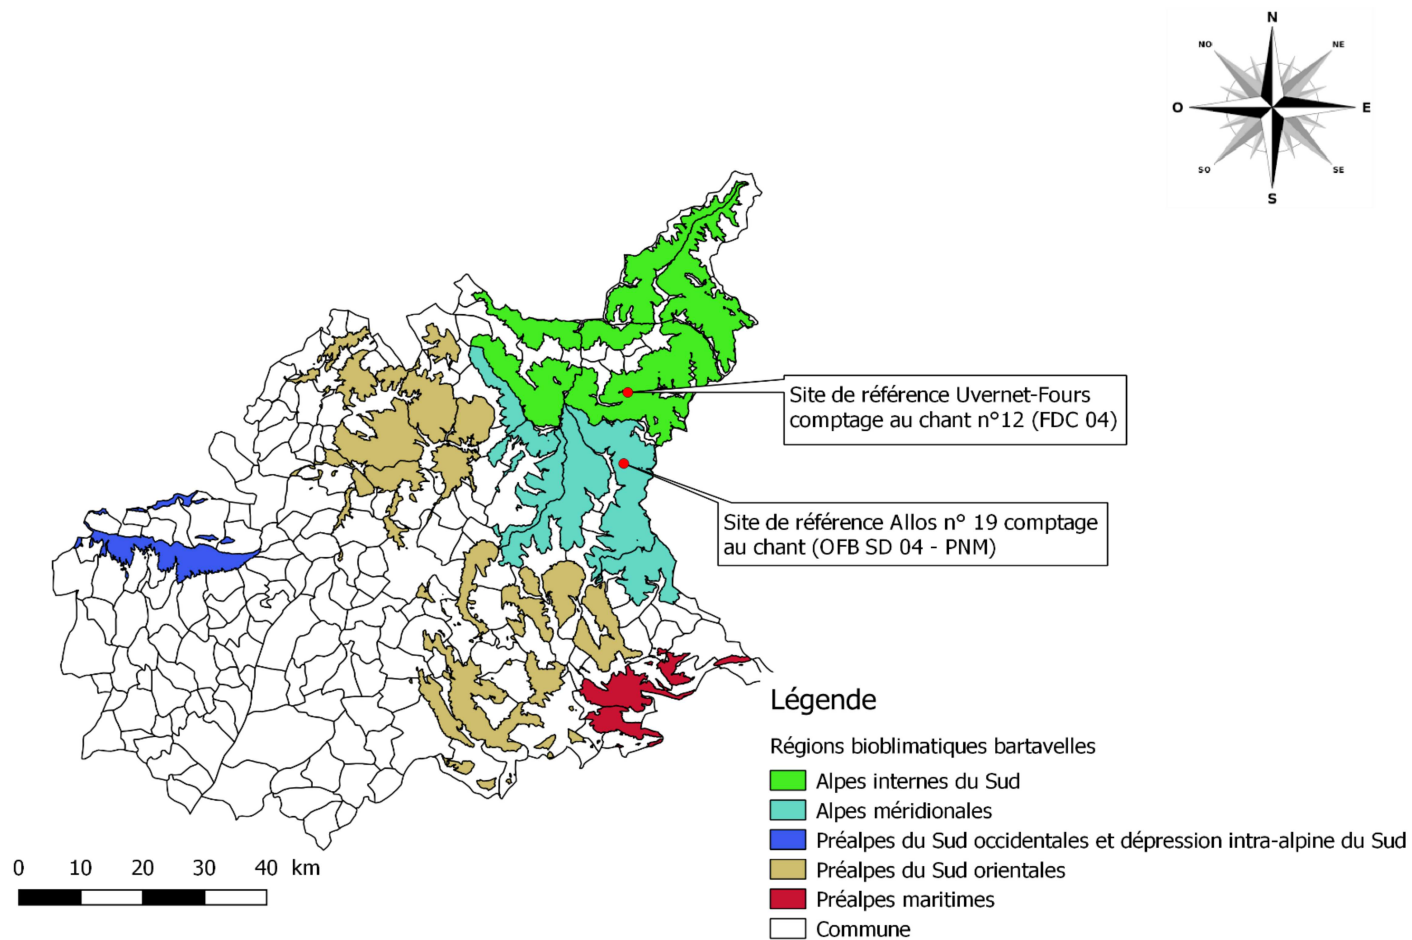 N
NO
NE
O
E
SO
SE
S
Site de référence Uvernet-Fours
comptage au chant n°12 (FDC 04)
Site de référence Allos n° 19 comptage
au chant (OFB SD 04 - PNM)
Légende
Régions bioblimatiques bartavelles
Alpes internes du Sud
Alpes méridionales
Préalpes du Sud occidentales et dépression intra-alpine du Sud
Préalpes du Sud orientales
Préalpes maritimes
Commune
0 10 20 30 40 km